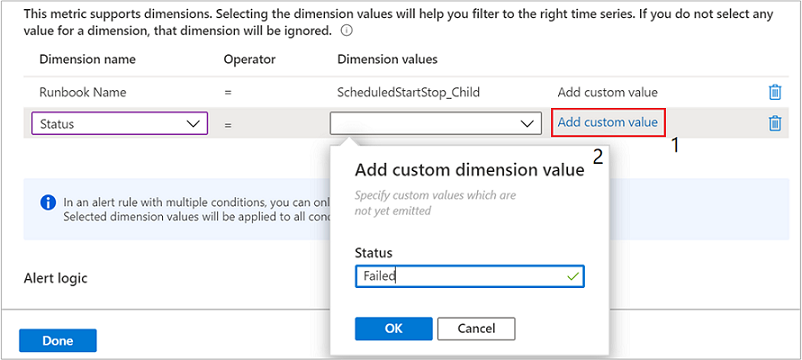 This metric supports dimensions. Selecting the dimension values will help you filter to the right time series. If you do not select any
value for a dimension, that dimension will be ignored.
Dimension name Operator Dimension values
Runbook Name = ScheduledStartStop_Child Add custom value
Status = Add custom value
1
2
Add custom dimension value
Specify custom values which are
not yet emitted
In an alert rule with multiple conditions, you can onl
Selected dimension values will be applied to all cond
Status
Failed
Alert logic
OK Cancel
Done